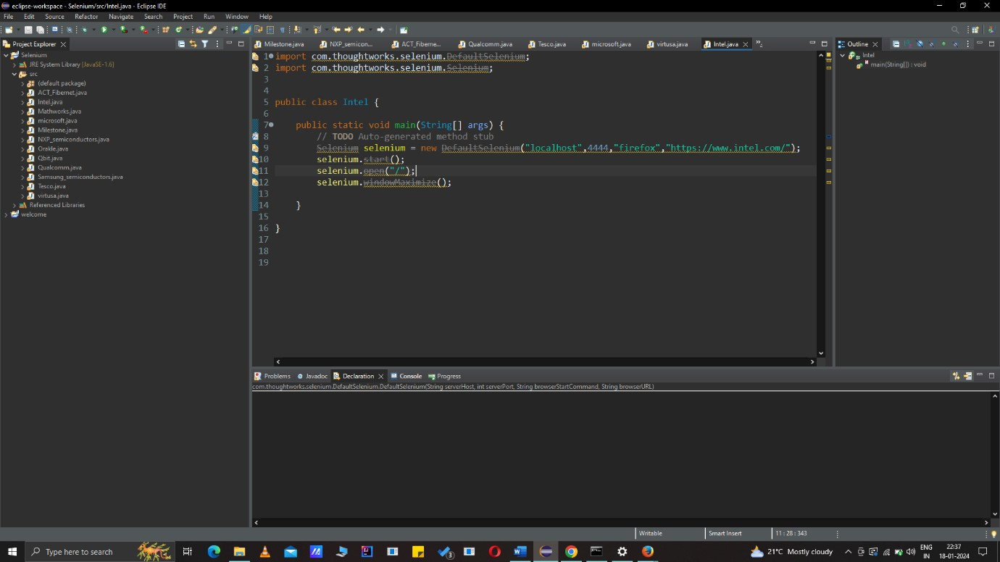 eclipse-workspace - Selenium/src/Intel.java - Eclipse IDE
File Edit Source Refactor Navigate Search Project Run Window Help
Project Explorer
Milestone.java NXP_semicon... ACT_Fiberne... Qualcomm.java Tesco.java microsoft.java virtusa.java Intel.java
Outline
Selenium
JRE System Library [JavaSE-1.6]
src
(default package)
ACT_Fibernet.java
Intel.java
Mathworks.java
microsoft.java
Milestone.java
NXP_semiconductors.java
Orakle.java
Qbit.java
Qualcomm.java
Samsung_semiconductors.java
Tesco.java
virtusa.java
Referenced Libraries
welcome
1 import com.thoughtworks.selenium.DefaultSelenium;
2 import com.thoughtworks.selenium.Selenium;
3
4
5 public class Intel {
6
7 public static void main(String[] args) {
8 // TODO Auto-generated method stub
9 Selenium selenium = new DefaultSelenium("localhost",4444,"firefox","https://www.intel.com/");
10 selenium.start();
11 selenium.open("/");
12 selenium.windowMaximize();
13
14 }
15
16 }
17
18
19
Intel
main(String[]) : void
Problems Javadoc Declaration Console Progress
com.thoughtworks.selenium.DefaultSelenium.DefaultSelenium(String serverHost, int serverPort, String browserStartCommand, String browserURL)
Writable Smart Insert 11 : 28 : 343
Type here to search
3
21°C Mostly cloudy
ENG
IN
22:37
18-01-2024